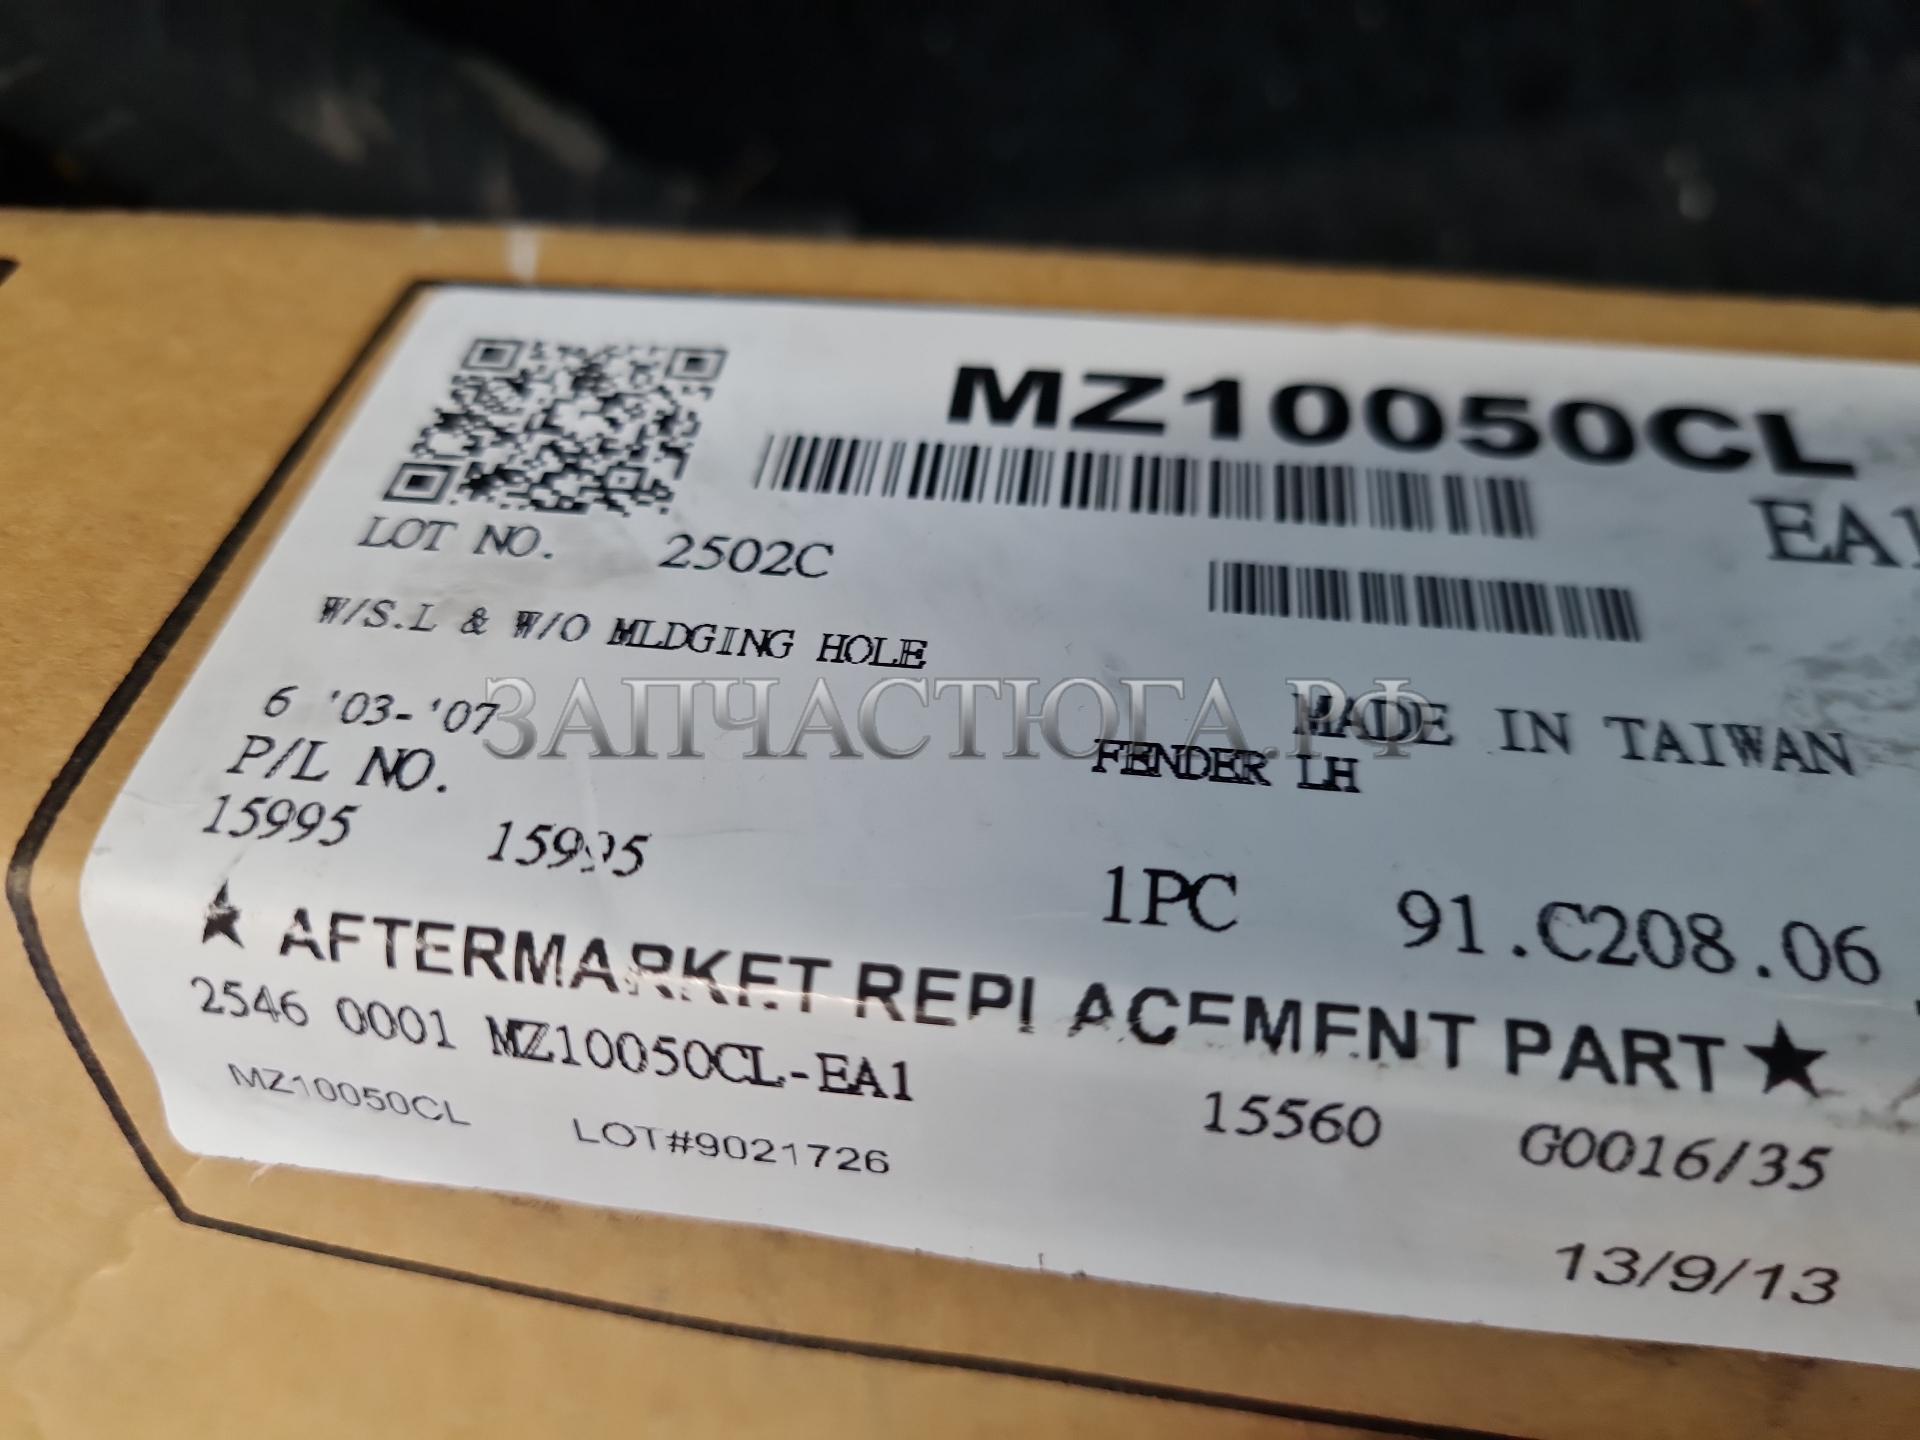 MZ10050CL
EA1
LOT NO. 2502C
W/S.L & W/O MLDGING HOLE
6 '03-'07
ЗАПЧАСТЮГА.РФ
MADE IN TAIWAN
P/L NO.
FENDER LH
15995 15995
1PC 91.C208.06
★ AFTERMARKET REPLACEMENT PART ★
2546 0001 MZ10050CL-EA1
15560 G0016/35
MZ10050CL LOT#9021726
13/9/13